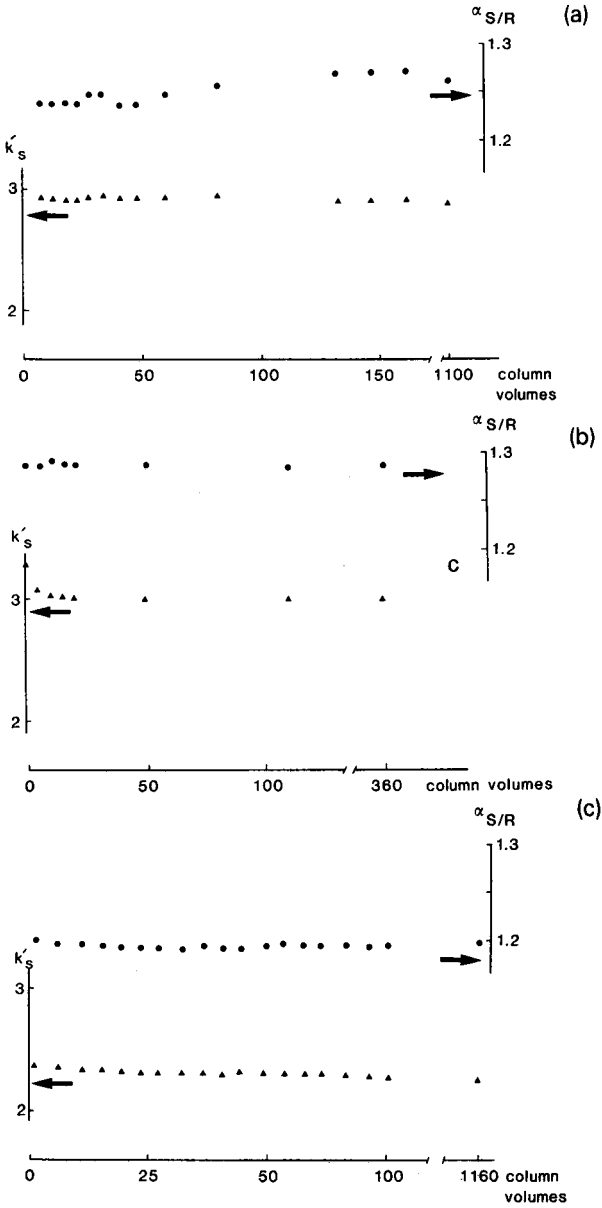 (a)
α S/R
1.3
1.2
k′s
3
2
0 50 100 150 1100 column
volumes
(b)
α S/R
1.3
1.2
C
k′s
3
2
0 50 100 360 column volumes
(c)
α S/R
1.3
1.2
k′s
3
2
0 25 50 100 1160 column
volumes